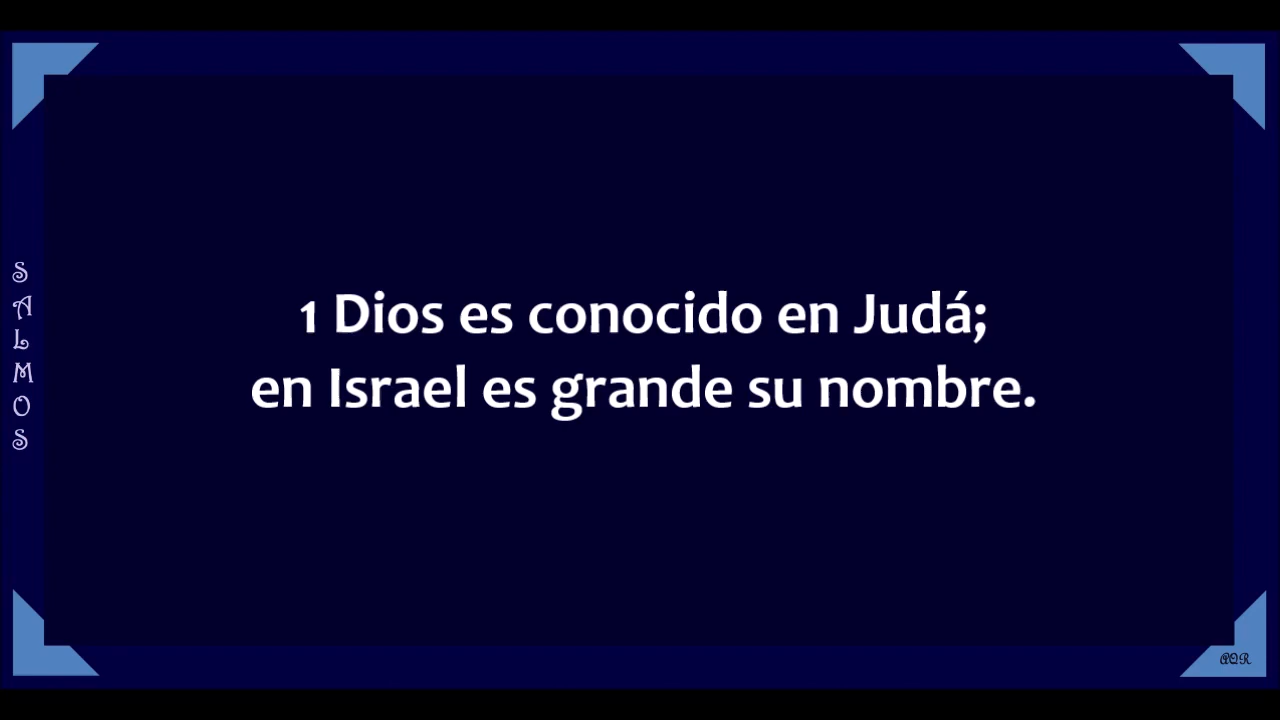 SALMOS
1 Dios es conocido en Judá;
en Israel es grande su nombre.